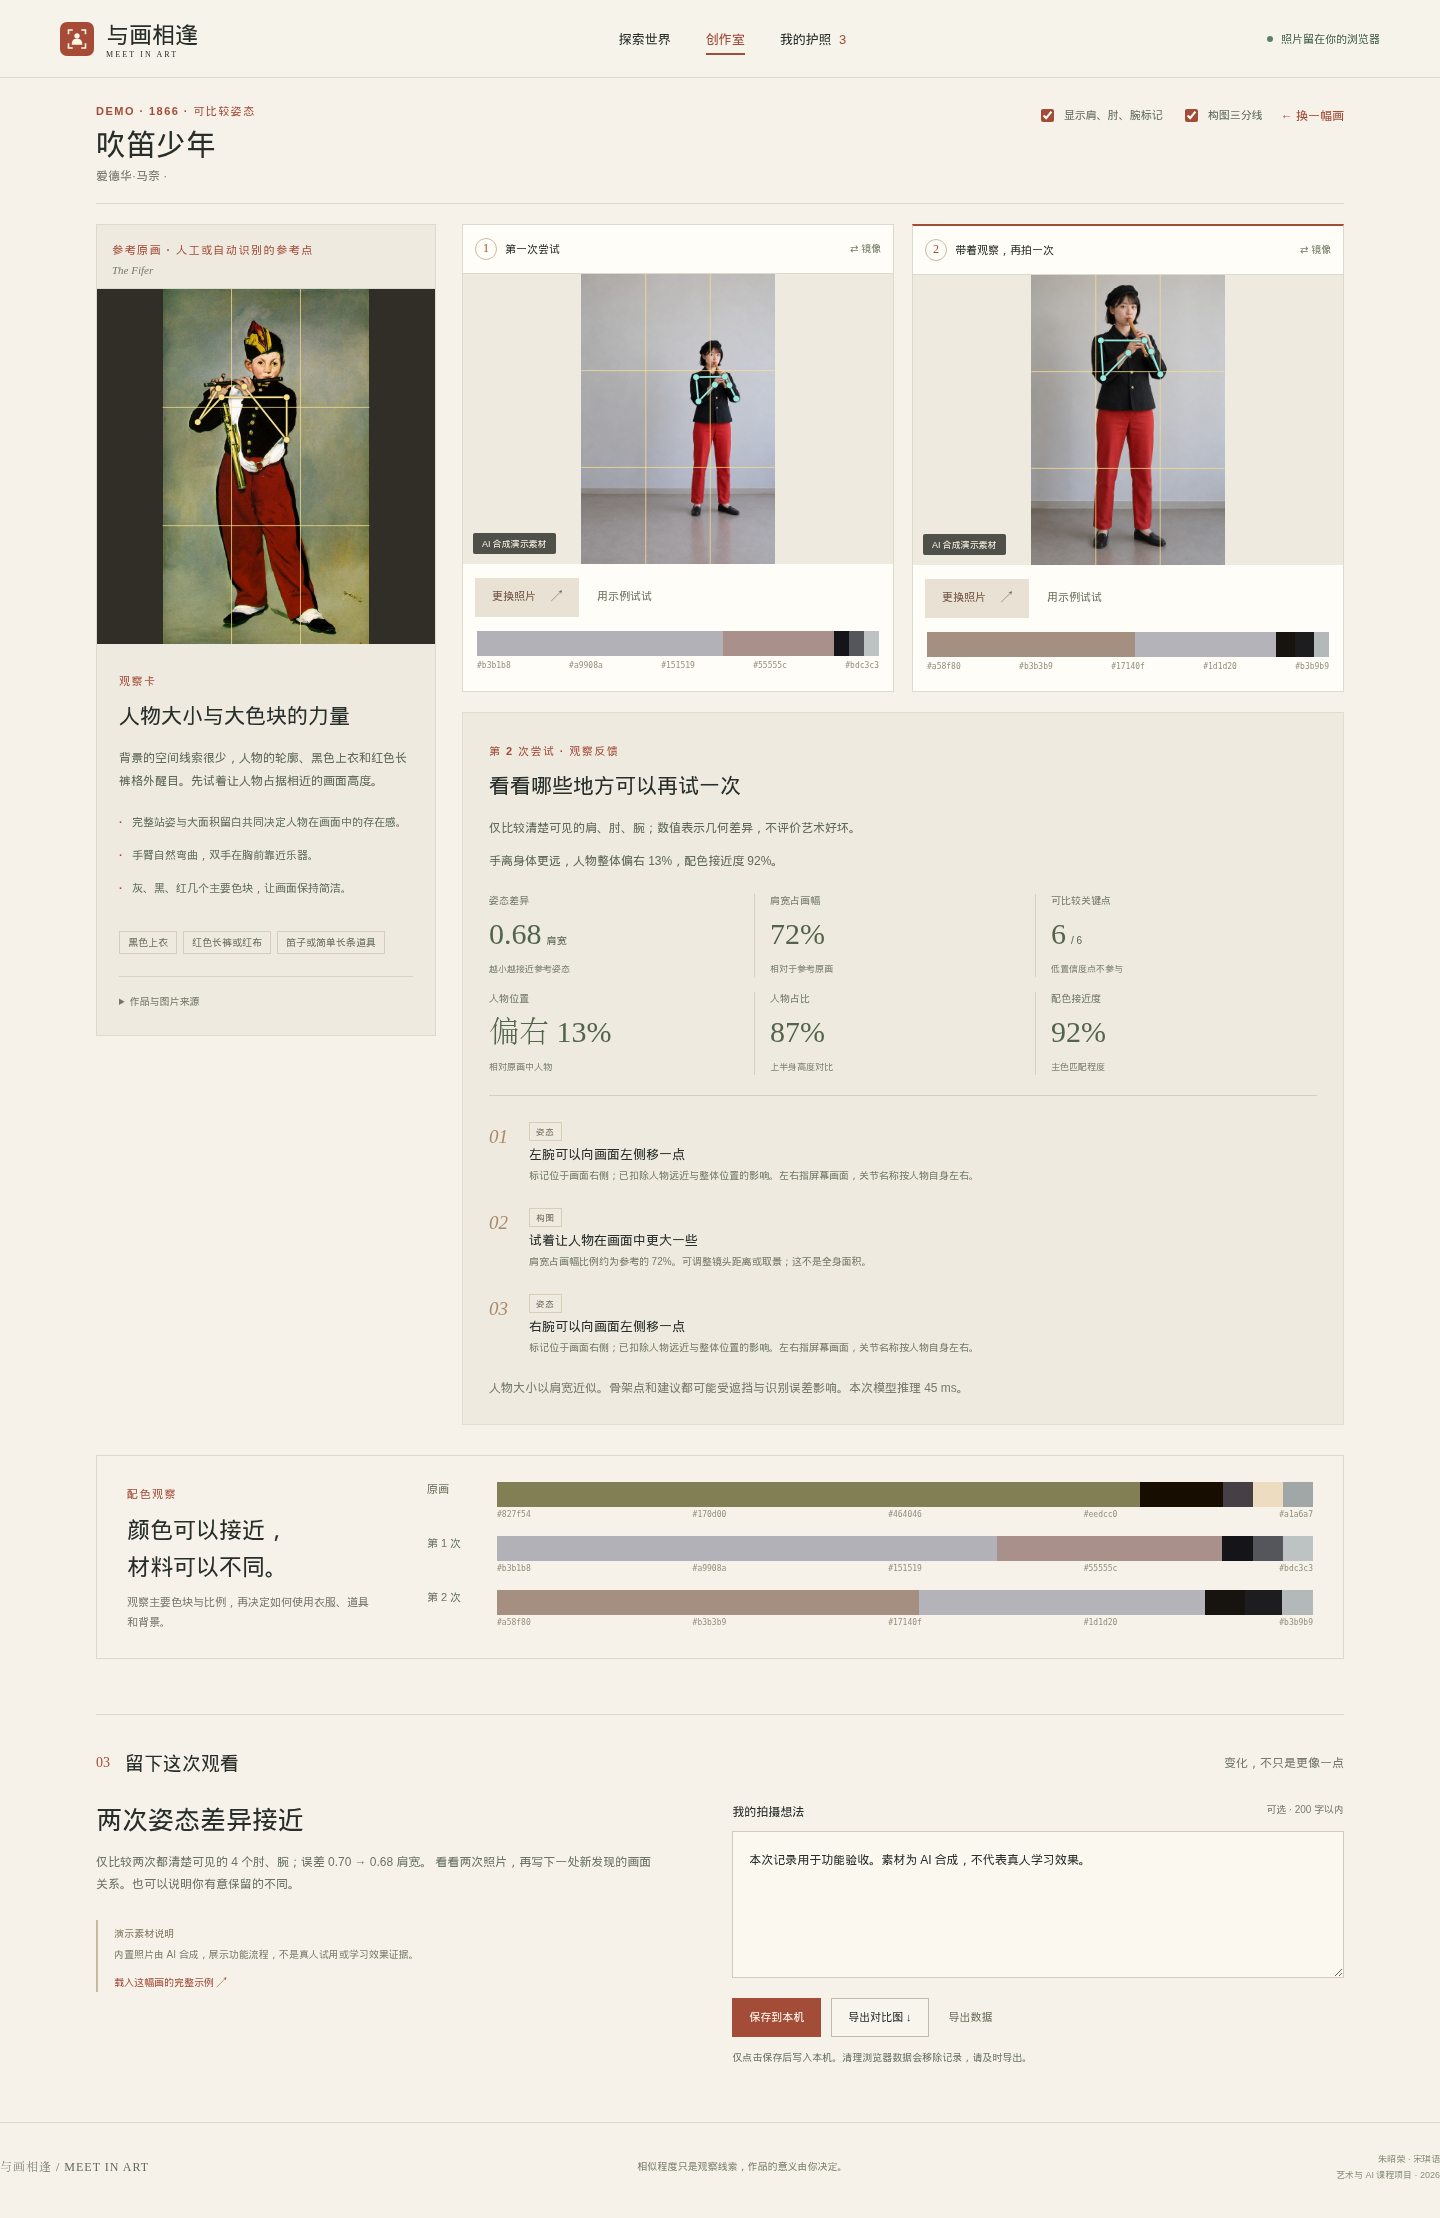 与画相逢
MEET IN ART
探索世界
创作室
我的护照 3
照片留在你的浏览器
DEMO · 1866 · 可比较姿态
吹笛少年
爱德华·马奈 ·
显示肩、肘、腕标记
构图三分线
← 换一幅画
参考原画 · 人工或自动识别的参考点
The Fifer
观察卡
人物大小与大色块的力量
背景的空间线索很少，人物的轮廓、黑色上衣和红色长
裤格外醒目。先试着让人物占据相近的画面高度。
· 完整站姿与大面积留白共同决定人物在画面中的存在感。
· 手臂自然弯曲，双手在胸前靠近乐器。
· 灰、黑、红几个主要色块，让画面保持简洁。
黑色上衣
红色长裤或红布
笛子或简单长条道具
▶ 作品与图片来源
1 第一次尝试
⇄ 镜像
AI 合成演示素材
更换照片 ↗
用示例试试
#b3b1b8 #a9908a #151519 #55555c #bdc3c3
2 带着观察，再拍一次
⇄ 镜像
AI 合成演示素材
更换照片 ↗
用示例试试
#a58f80 #b3b3b9 #17140f #1d1d20 #b3b9b9
第 2 次尝试 · 观察反馈
看看哪些地方可以再试一次
仅比较清楚可见的肩、肘、腕；数值表示几何差异，不评价艺术好坏。
手离身体更远，人物整体偏右 13%，配色接近度 92%。
姿态差异
0.68 肩宽
越小越接近参考姿态
肩宽占画幅
72%
相对于参考原画
可比较关键点
6 / 6
低置信度点不参与
人物位置
偏右 13%
相对原画中人物
人物占比
87%
上半身高度对比
配色接近度
92%
主色匹配程度
01
姿态
左腕可以向画面左侧移一点
标记位于画面右侧；已扣除人物远近与整体位置的影响。左右指屏幕画面，关节名称按人物自身左右。
02
构图
试着让人物在画面中更大一些
肩宽占画幅比例约为参考的 72%。可调整镜头距离或取景；这不是全身面积。
03
姿态
右腕可以向画面左侧移一点
标记位于画面右侧；已扣除人物远近与整体位置的影响。左右指屏幕画面，关节名称按人物自身左右。
人物大小以肩宽近似。骨架点和建议都可能受遮挡与识别误差影响。本次模型推理 45 ms。
配色观察
颜色可以接近，
材料可以不同。
观察主要色块与比例，再决定如何使用衣服、道具
和背景。
原画
#827f54 #170d00 #464046 #eedcc0 #a1a6a7
第 1 次
#b3b1b8 #a9908a #151519 #55555c #bdc3c3
第 2 次
#a58f80 #b3b3b9 #17140f #1d1d20 #b3b9b9
03 留下这次观看
变化，不只是更像一点
两次姿态差异接近
仅比较两次都清楚可见的 4 个肘、腕；误差 0.70 → 0.68 肩宽。 看看两次照片，再写下一处新发现的画面
关系。也可以说明你有意保留的不同。
演示素材说明
内置照片由 AI 合成，展示功能流程，不是真人试用或学习效果证据。
载入这幅画的完整示例 ↗
我的拍摄想法
可选 · 200 字以内
本次记录用于功能验收。素材为 AI 合成，不代表真人学习效果。
保存到本机
导出对比图 ↓
导出数据
仅点击保存后写入本机。清理浏览器数据会移除记录，请及时导出。
与画相逢 / MEET IN ART
相似程度只是观察线索，作品的意义由你决定。
朱昭荣 · 宋琪语
艺术与 AI 课程项目 · 2026